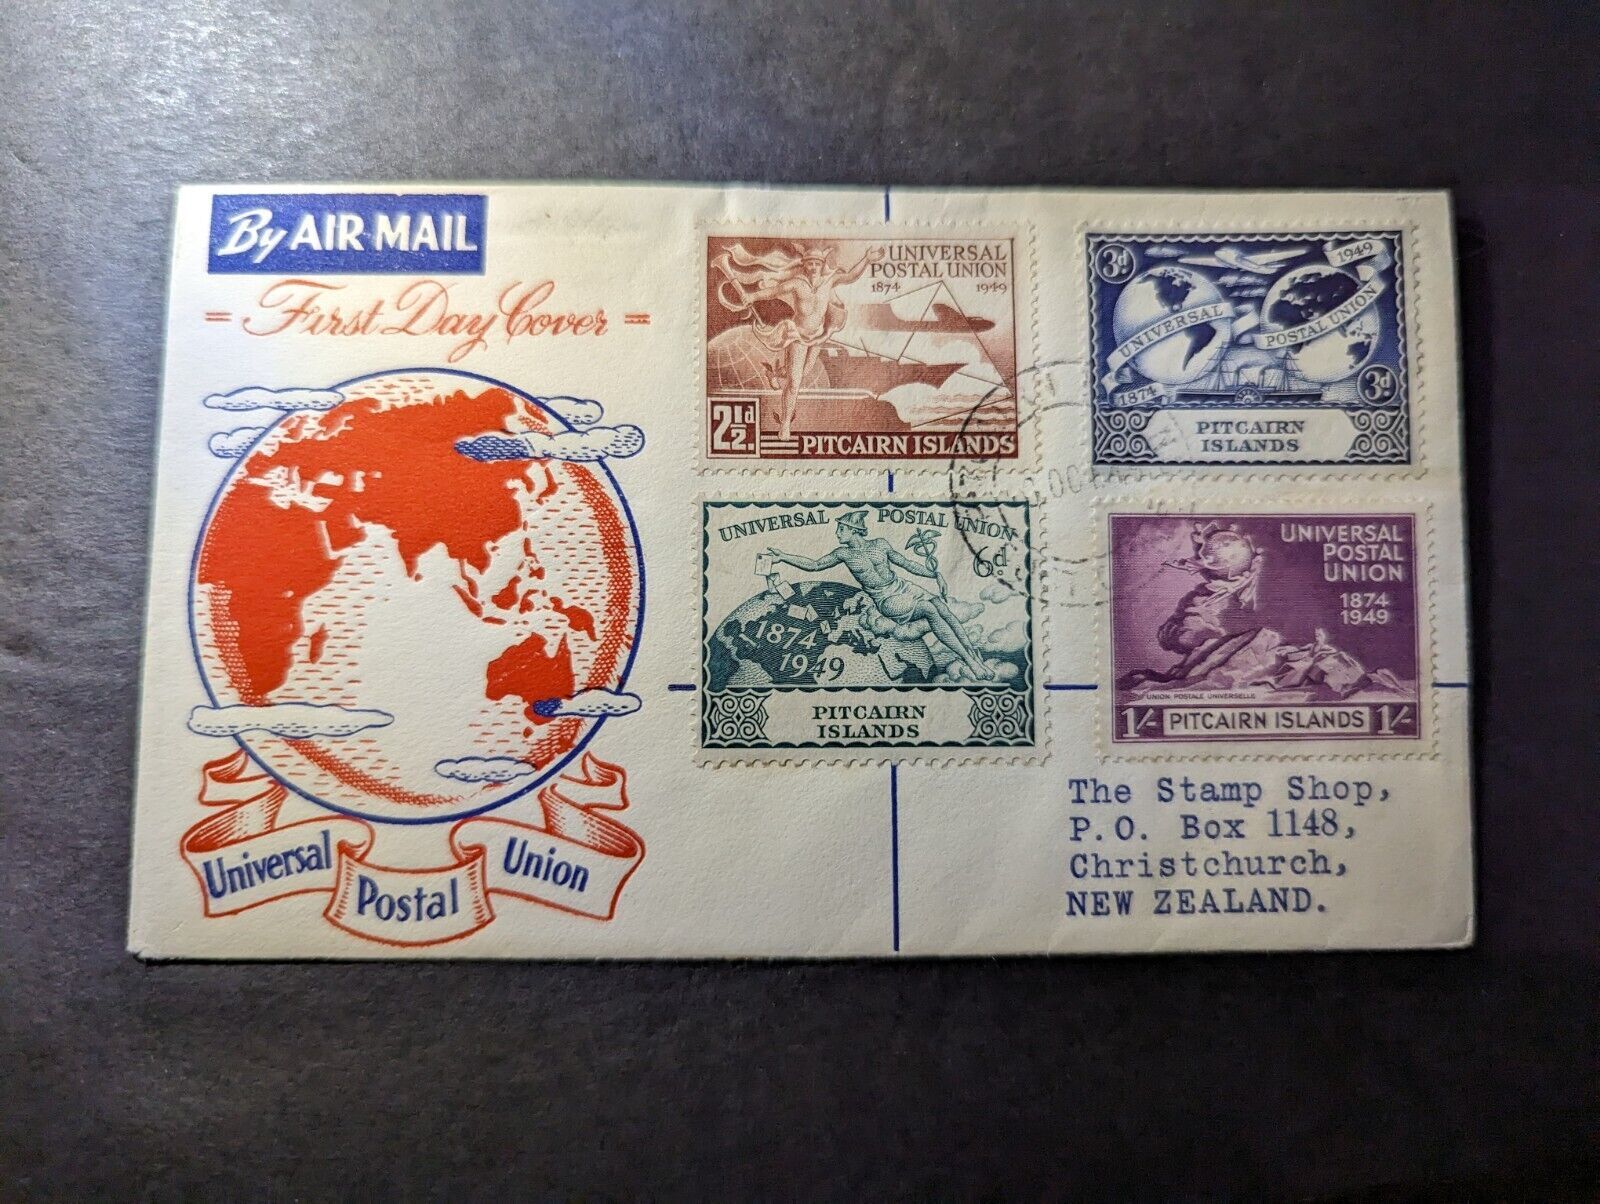 By AIR MAIL
= First Day Cover =
Universal
Postal
Union
UNIVERSAL
POSTAL UNION
1874 1949
2½d.
PITCAIRN ISLANDS
3d.
1949
UNIVERSAL
POSTAL UNION
1874
3d
PITCAIRN
ISLANDS
UNIVERSAL POSTAL UNION
6d.
1874
1949
PITCAIRN
ISLANDS
UNIVERSAL
POSTAL
UNION
1874
1949
UNION POSTALE UNIVERSELLE
1/- PITCAIRN ISLANDS 1/-
The Stamp Shop,
P.O. Box 1148,
Christchurch,
NEW ZEALAND.